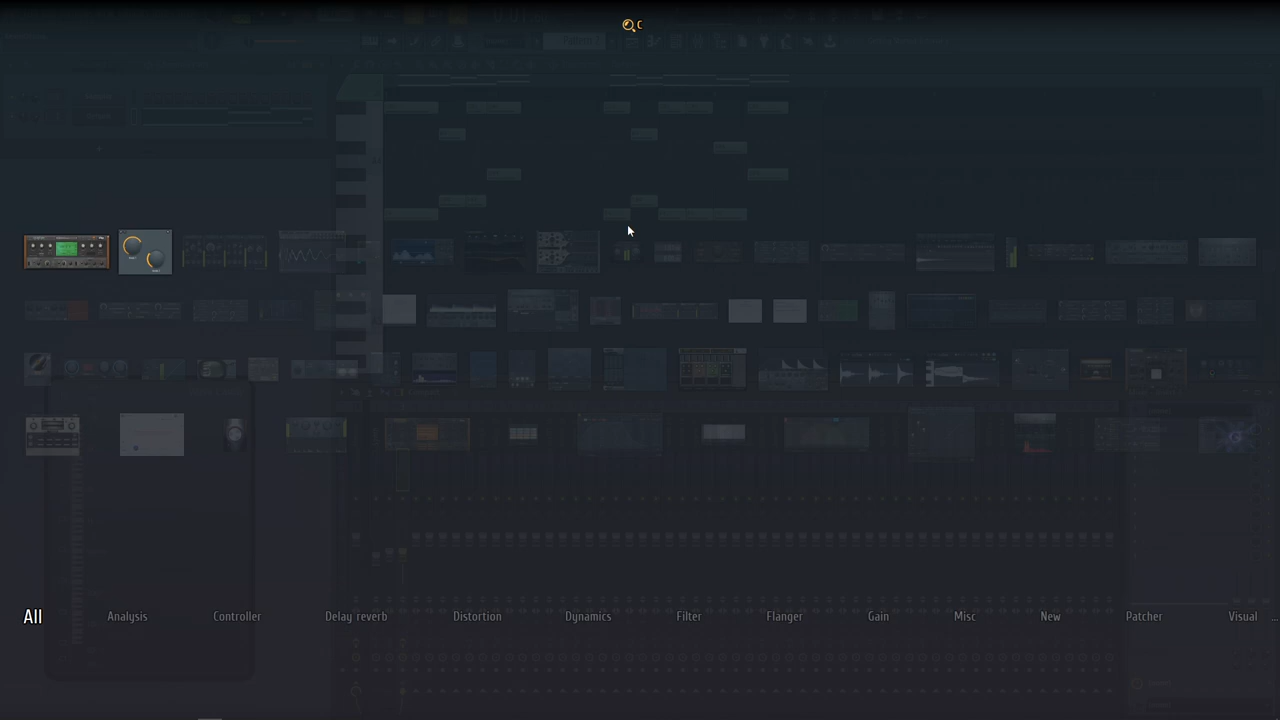 C
All Analysis Controller Delay reverb Distortion Dynamics Filter Flanger Gain Misc New Patcher Visual ...